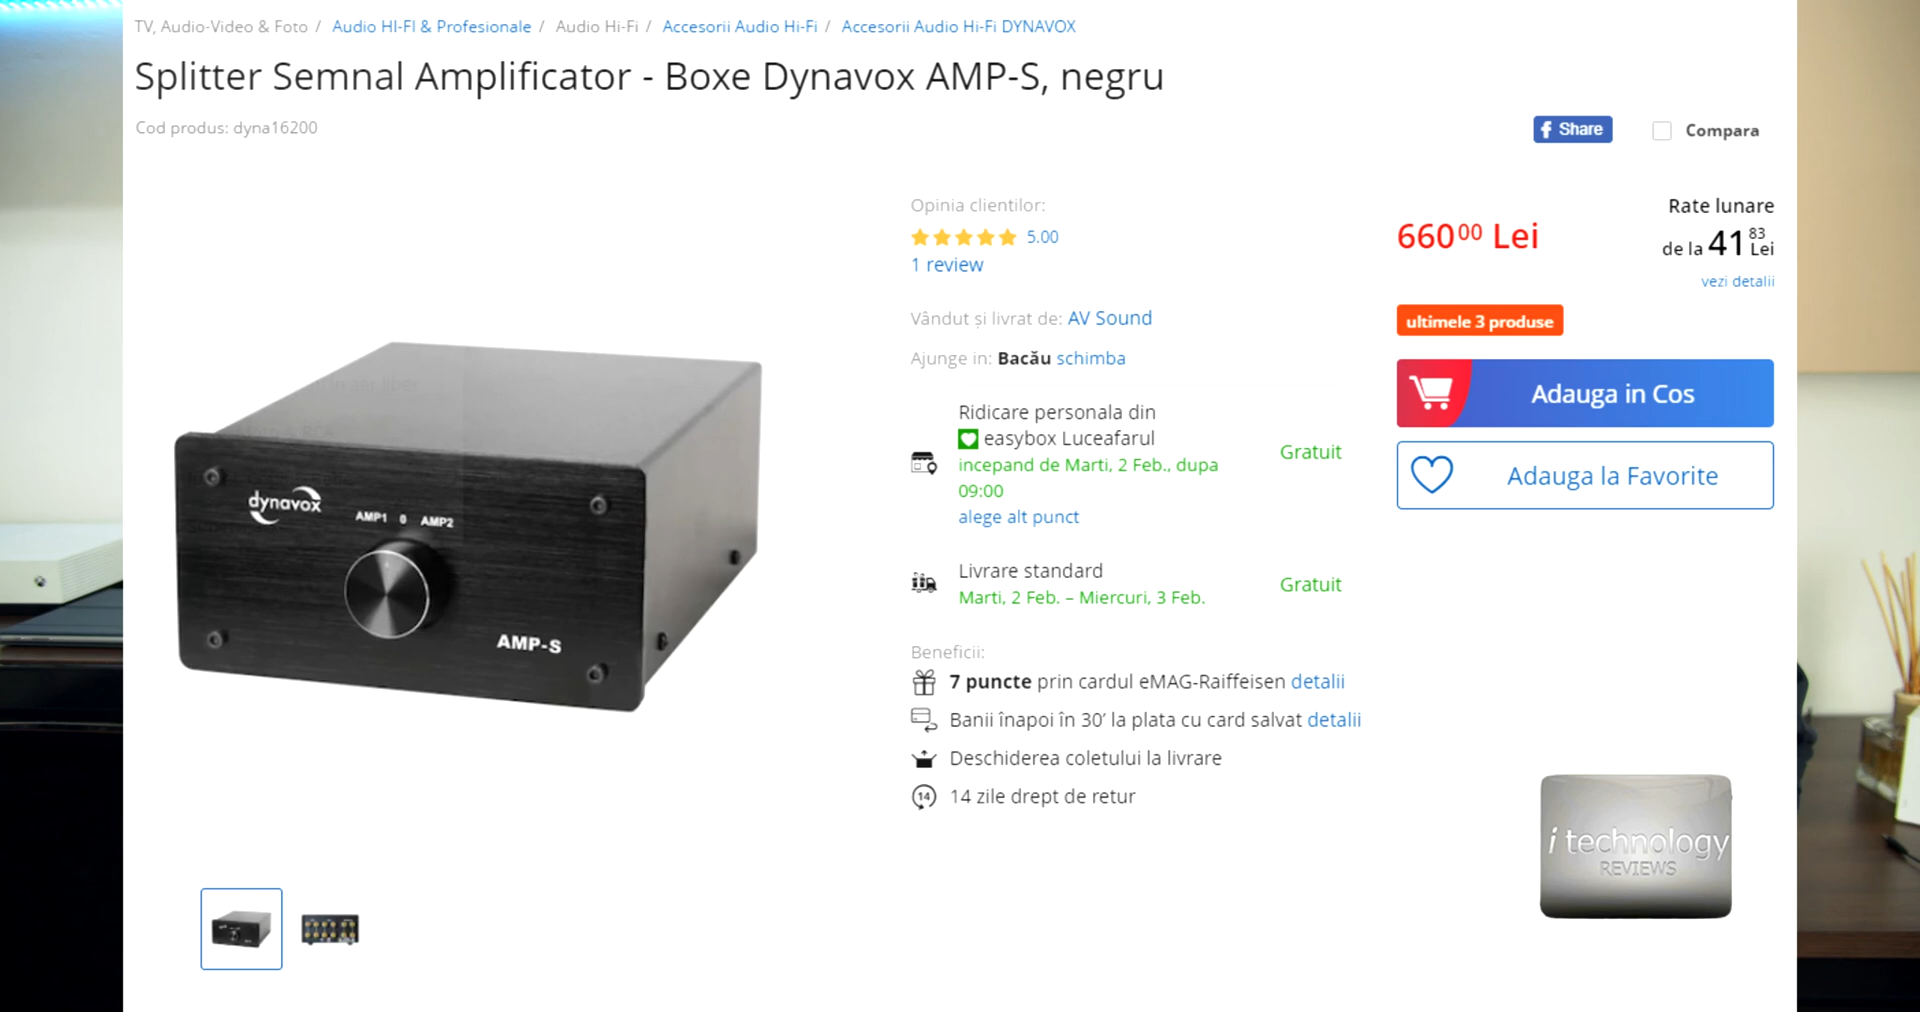 TV, Audio-Video & Foto / Audio HI-FI & Profesionale / Audio Hi-Fi / Accesorii Audio Hi-Fi / Accesorii Audio Hi-Fi DYNAVOX
Splitter Semnal Amplificator - Boxe Dynavox AMP-S, negru
Cod produs: dyna16200
Share
Compara
Opinia clientilor:
5.00
1 review
Vândut și livrat de: AV Sound
Ajunge in: Bacău schimba
Ridicare personala din
easybox Luceafarul
incepand de Marti, 2 Feb., dupa
09:00
alege alt punct
Gratuit
Livrare standard
Marti, 2 Feb. – Miercuri, 3 Feb.
Gratuit
Beneficii:
7 puncte prin cardul eMAG-Raiffeisen detalii
Banii înapoi în 30′ la plata cu card salvat detalii
Deschiderea coletului la livrare
14
14 zile drept de retur
660⁰⁰ Lei
Rate lunare
de la 41⁸³ Lei
vezi detalii
ultimele 3 produse
Adauga in Cos
Adauga la Favorite
dynavox
AMP1 0 AMP2
AMP-S
i technology
REVIEWS